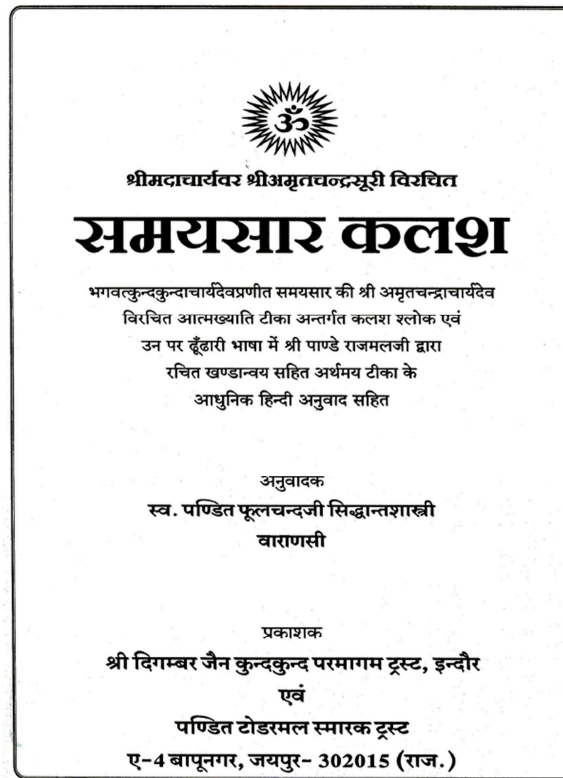 ॐ
श्रीमदाचार्यवर श्रीअमृतचन्द्रसूरी विरचित
समयसार कलश
भगवत्कुन्दकुन्दाचार्यदेवप्रणीत समयसार की श्री अमृतचन्द्राचार्यदेव
विरचित आत्मख्याति टीका अन्तर्गत कलश श्लोक एवं
उन पर ढूँढारी भाषा में श्री पाण्डे राजमलजी द्वारा
रचित खण्डान्वय सहित अर्थमय टीका के
आधुनिक हिन्दी अनुवाद सहित
अनुवादक
स्व. पण्डित फूलचन्दजी सिद्धान्तशास्त्री
वाराणसी
प्रकाशक
श्री दिगम्बर जैन कुन्दकुन्द परमागम ट्रस्ट, इन्दौर
एवं
पण्डित टोडरमल स्मारक ट्रस्ट
ए-4 बापूनगर, जयपुर- 302015 (राज.)